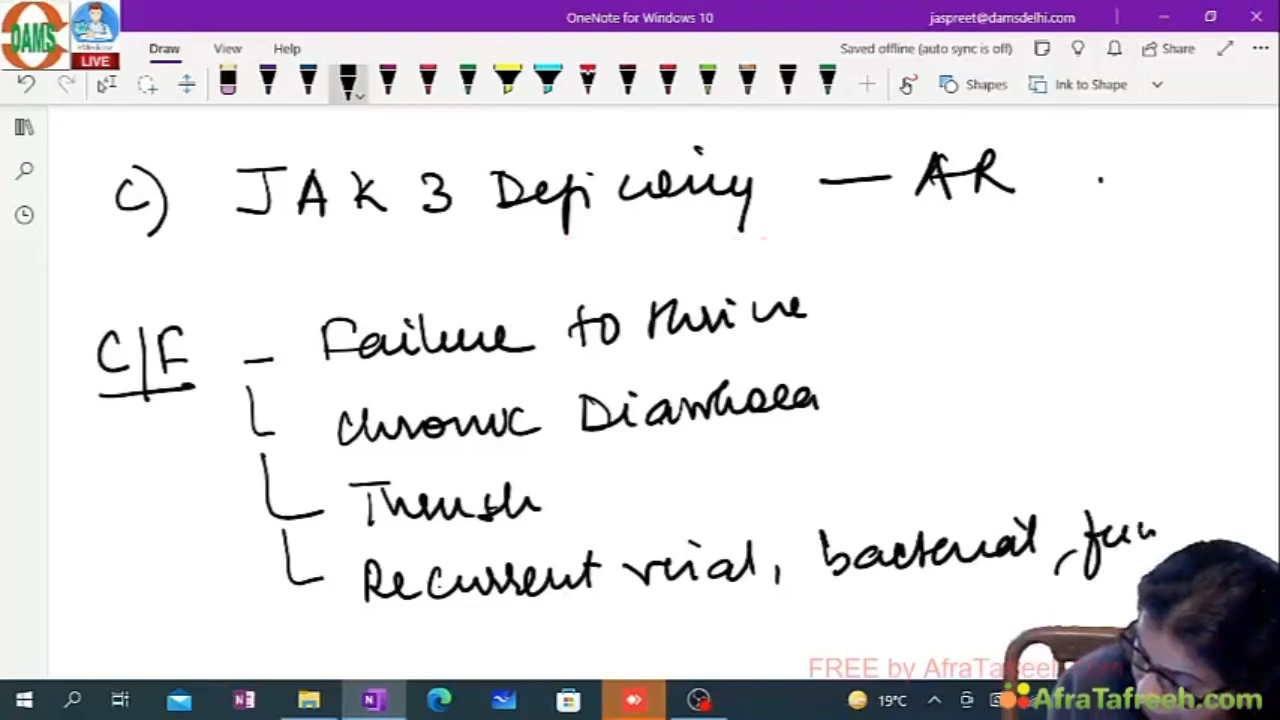 OneNote for Windows 10
jaspreet@damsdelhi.com
DAMS
eMedicoz
LIVE
Draw View Help
Saved offline (auto sync is off)
Share
Shapes
Ink to Shape
C) JAK 3 Deficiency — AR
C/F - Failure to thrive
Chronic Diarrhoea
Thrush
Recurrent viral, bacterial, fun
FREE by AfraTafreeh.com
19°C
AfraTafreeh.com